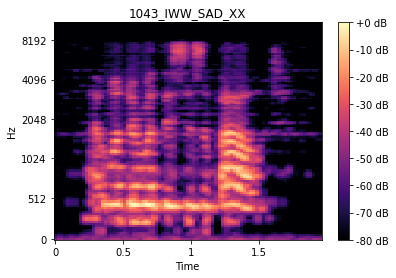 1043_IWW_SAD_XX
8192
4096
2048
1024
512
0
Hz
0
0.5
1
1.5
Time
+0 dB
-10 dB
-20 dB
-30 dB
-40 dB
-50 dB
-60 dB
-70 dB
-80 dB